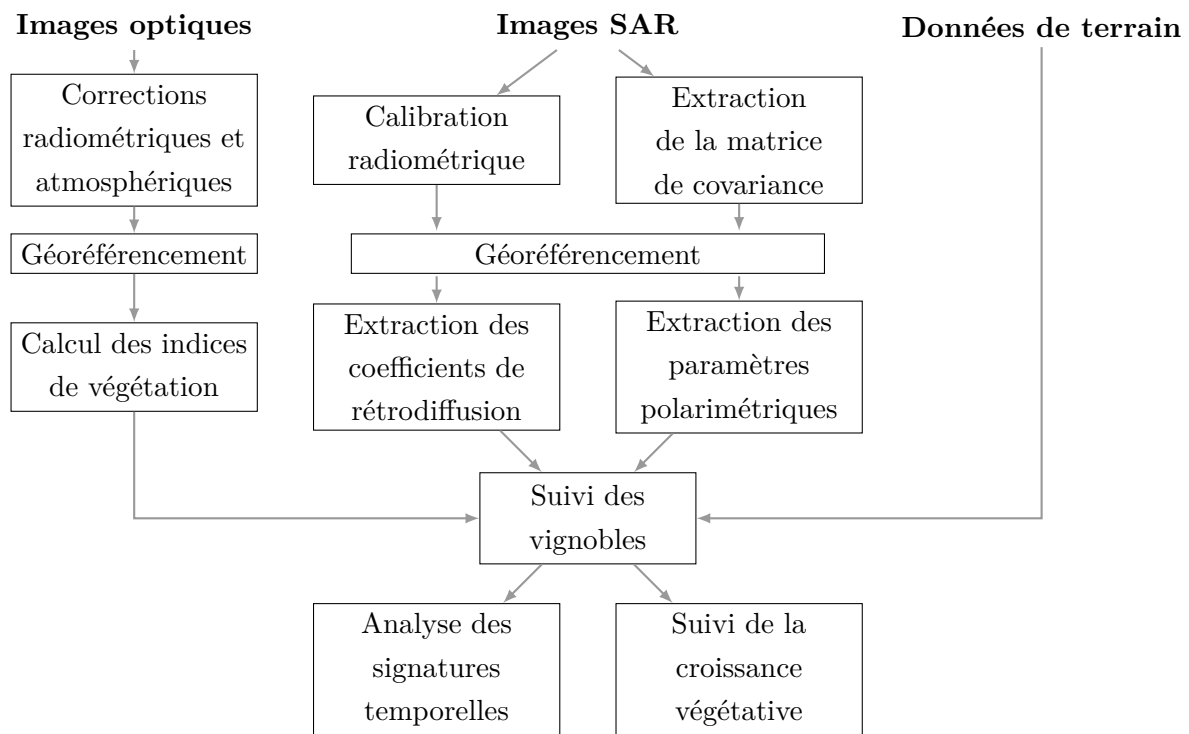 Images optiques
Images SAR
Données de terrain
Corrections
radiométriques et
atmosphériques
Calibration
radiométrique
Extraction
de la matrice
de covariance
Géoréférencement
Géoréférencement
Calcul des indices
de végétation
Extraction des
coefficients de
rétrodiffusion
Extraction des
paramètres
polarimétriques
Suivi des
vignobles
Analyse des
signatures
temporelles
Suivi de la
croissance
végétative